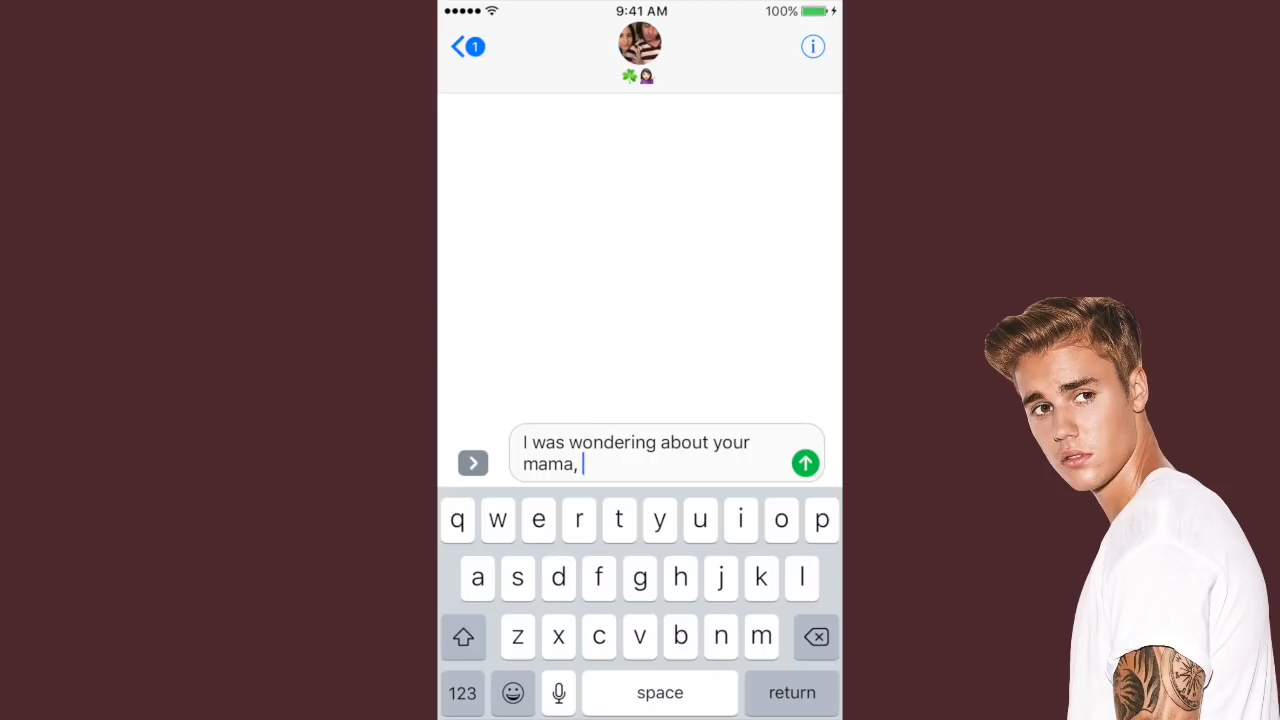 9:41 AM
100%
1
I was wondering about your
mama,
q w e r t y u i o p
a s d f g h j k l
z x c v b n m
123 space return